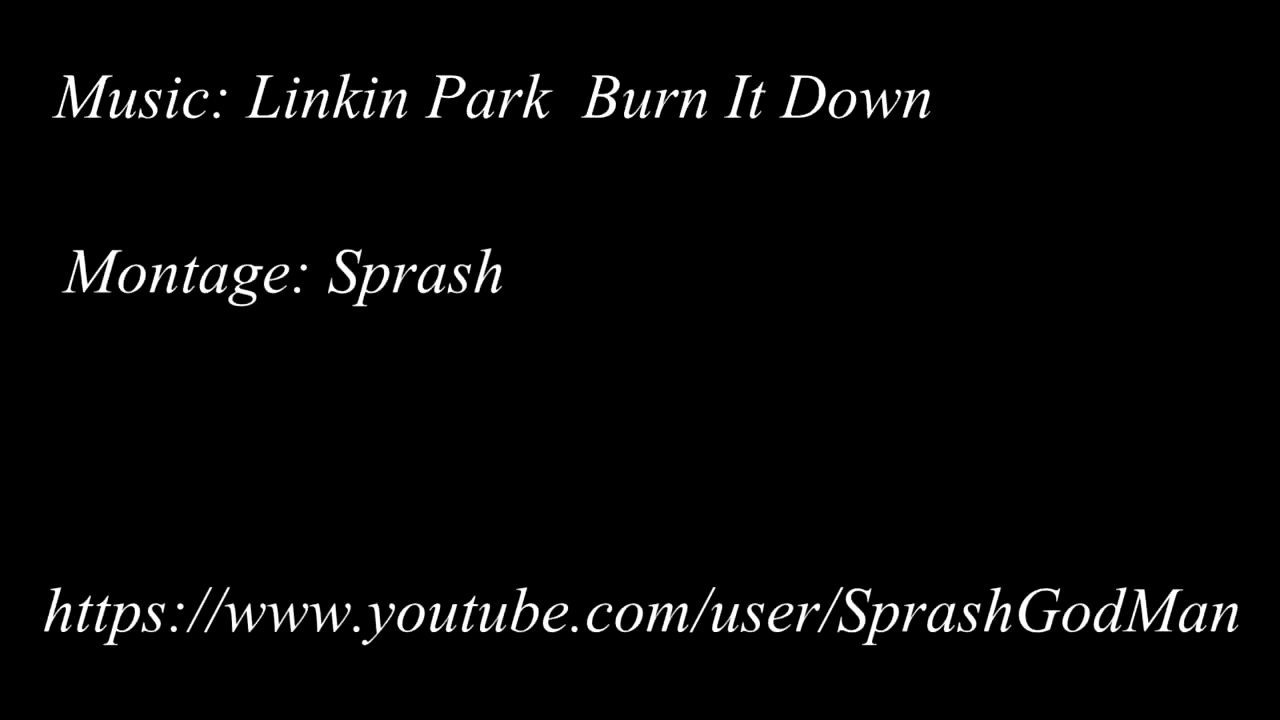 Music: Linkin Park  Burn It Down
Montage: Sprash
https://www.youtube.com/user/SprashGodMan